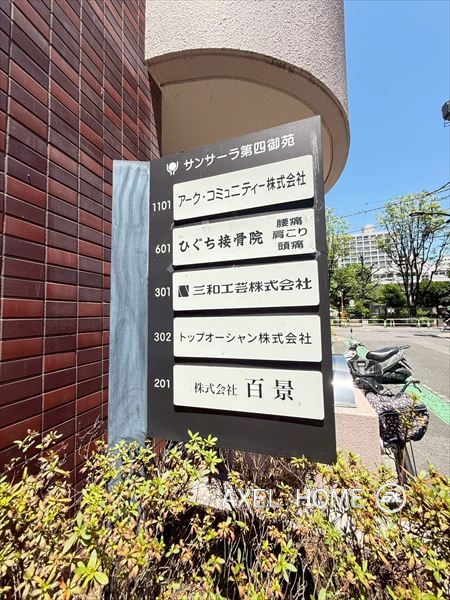 サンサーラ第四御苑
1101 アーク・コミュニティー株式会社
601 ひぐち接骨院 腰痛 肩こり 頭痛
301 三和工芸株式会社
302 トップオーシャン株式会社
201 株式会社 百景
AXEL HOME